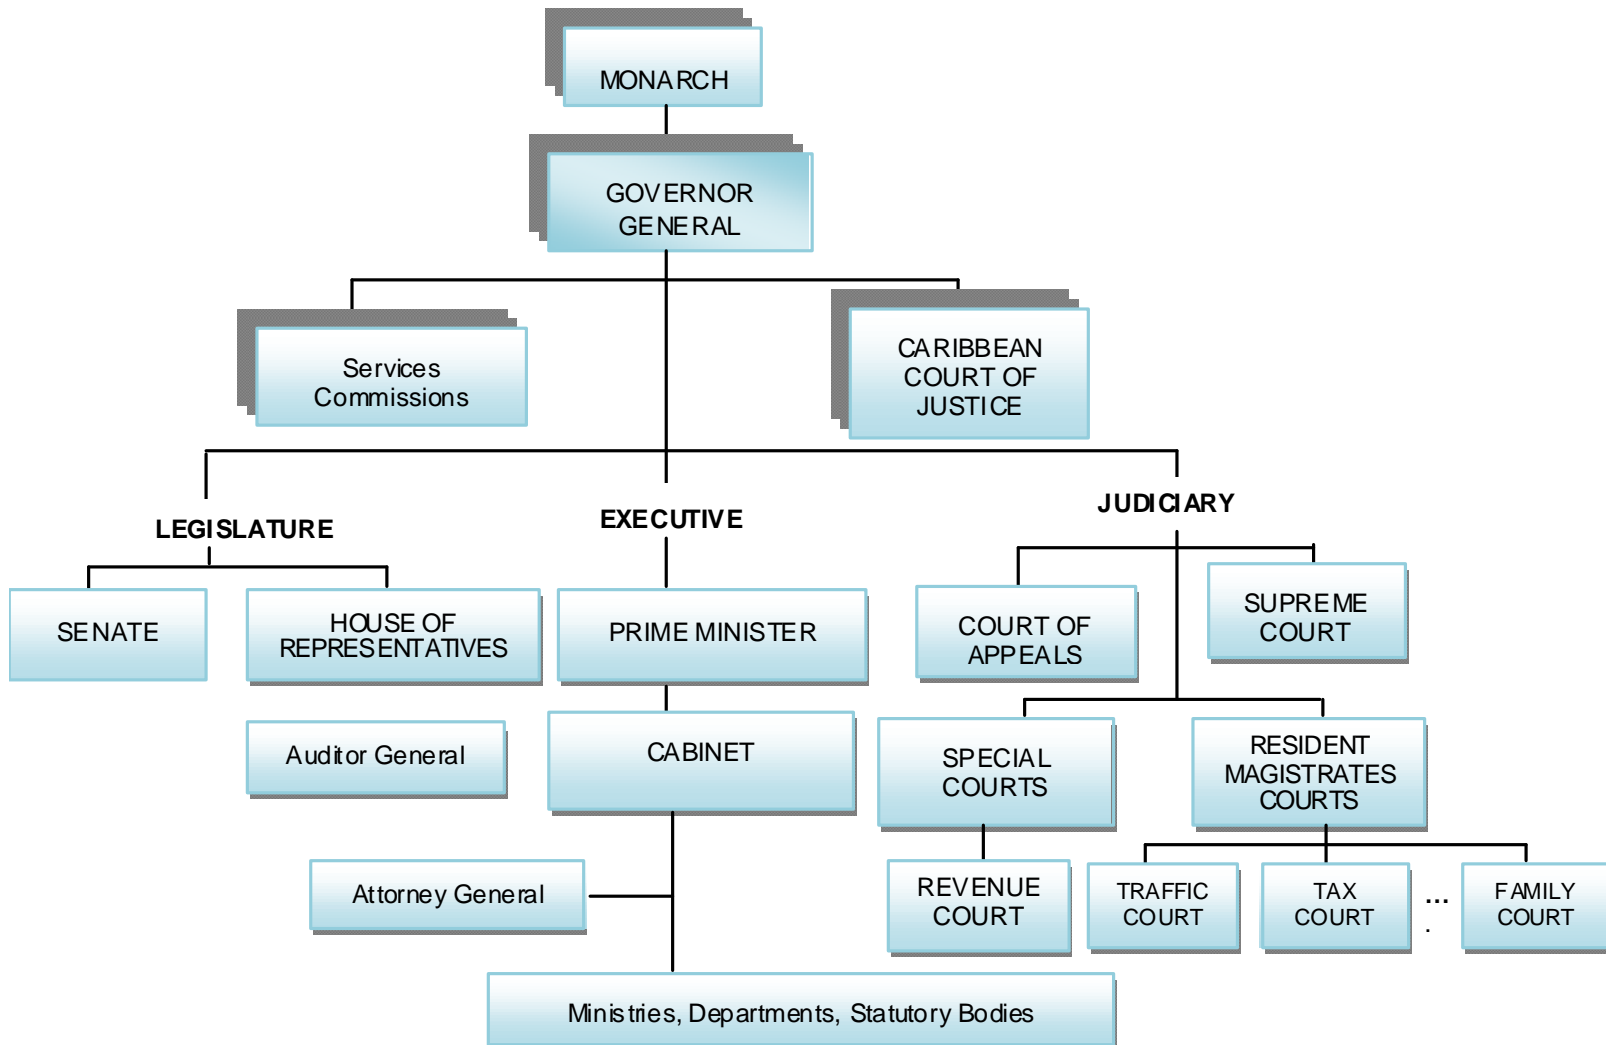 MONARCH
GOVERNOR
GENERAL
Services
Commissions
CARIBBEAN
COURT OF
JUSTICE
LEGISLATURE
EXECUTIVE
JUDICIARY
SENATE
HOUSE OF
REPRESENTATIVES
PRIME MINISTER
COURT OF
APPEALS
SUPREME
COURT
Auditor General
CABINET
SPECIAL
COURTS
RESIDENT
MAGISTRATES
COURTS
Attorney General
REVENUE
COURT
TRAFFIC
COURT
TAX
COURT
...
.
FAMILY
COURT
Ministries, Departments, Statutory Bodies